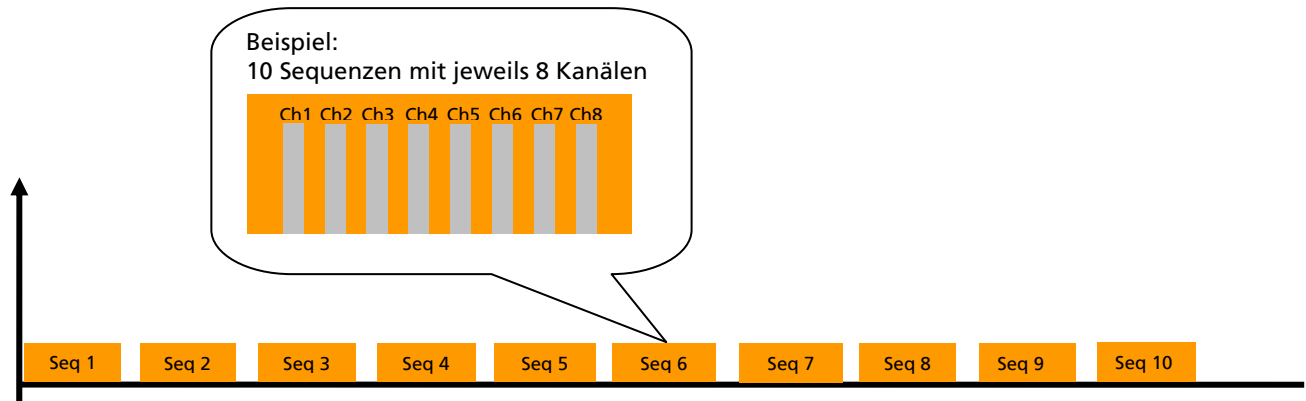 Beispiel:
10 Sequenzen mit jeweils 8 Kanälen
Ch1 Ch2 Ch3 Ch4 Ch5 Ch6 Ch7 Ch8
Seq 1 Seq 2 Seq 3 Seq 4 Seq 5 Seq 6 Seq 7 Seq 8 Seq 9 Seq 10